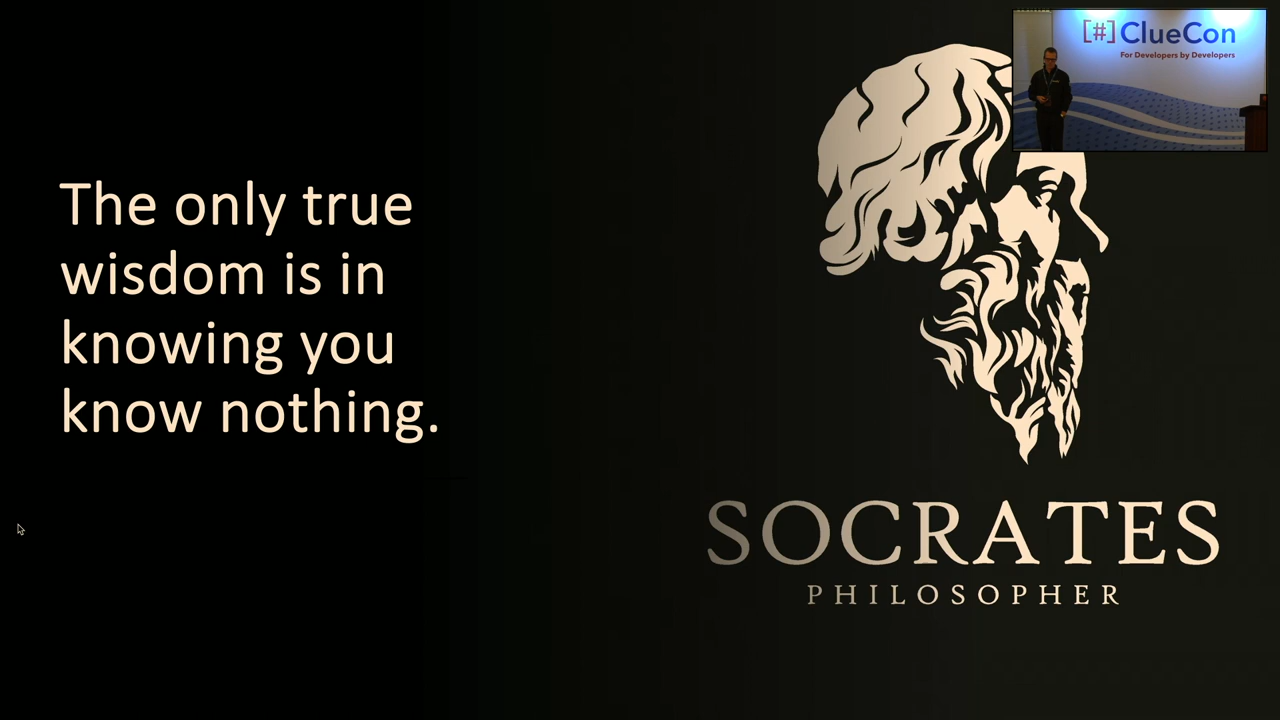 The only true
wisdom is in
knowing you
know nothing.
[#] ClueCon
For Developers by Developers
SOCRATES
PHILOSOPHER